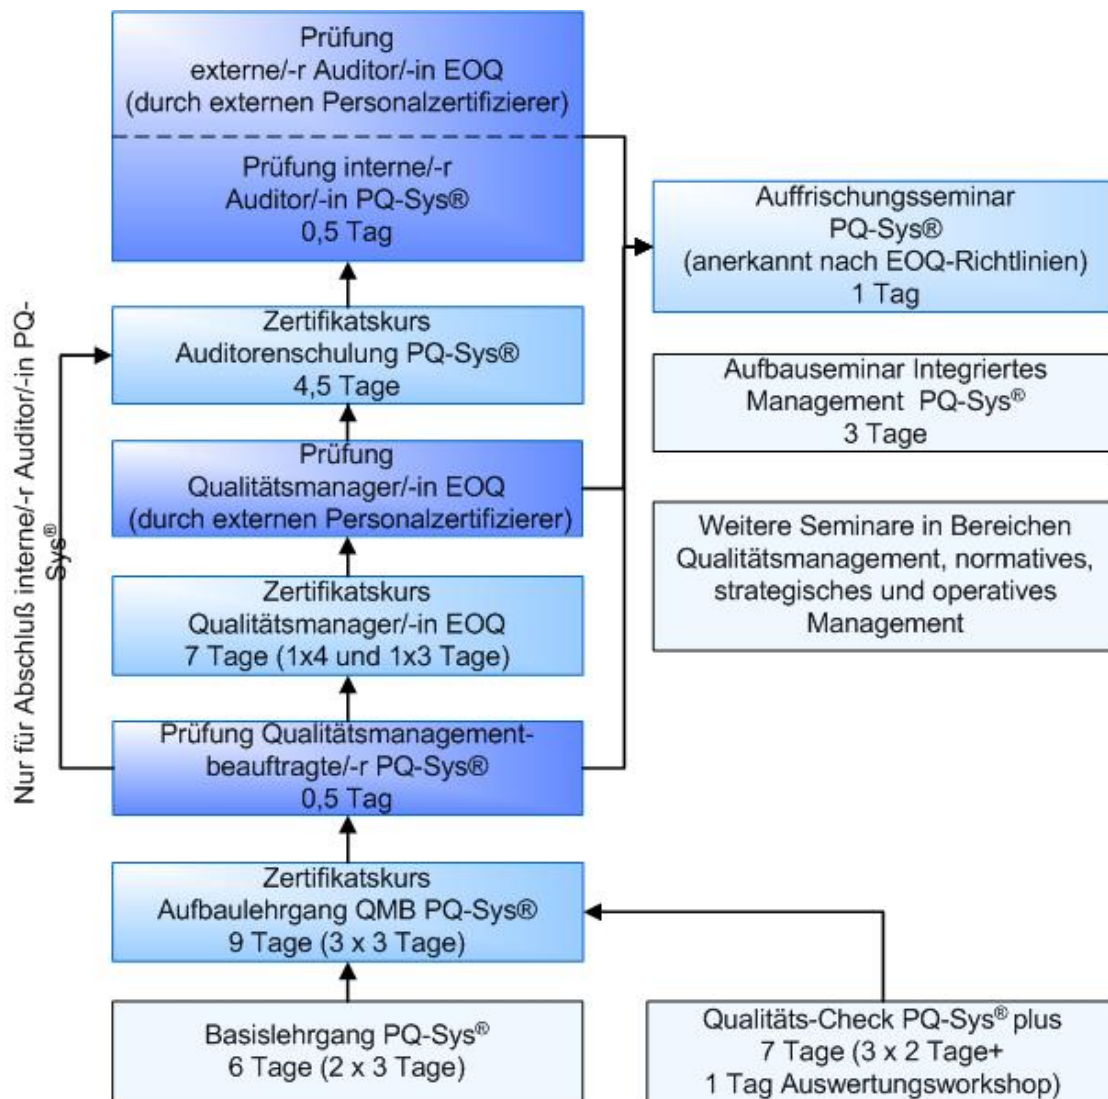 Prüfung
externe/-r Auditor/-in EOQ
(durch externen Personalzertifizierer)
Prüfung interne/-r
Auditor/-in PQ-Sys®
0,5 Tag
Auffrischungsseminar
PQ-Sys®
(anerkannt nach EOQ-Richtlinien)
1 Tag
Zertifikatskurs
Auditorenschulung PQ-Sys®
4,5 Tage
Aufbauseminar Integriertes
Management PQ-Sys®
3 Tage
Prüfung
Qualitätsmanager/-in EOQ
(durch externen Personalzertifizierer)
Weitere Seminare in Bereichen
Qualitätsmanagement, normatives,
strategisches und operatives
Management
Zertifikatskurs
Qualitätsmanager/-in EOQ
7 Tage (1x4 und 1x3 Tage)
Nur für Abschluß interne/-r Auditor/-in PQ-
Sys®
Prüfung Qualitätsmanagement-
beauftragte/-r PQ-Sys®
0,5 Tag
Zertifikatskurs
Aufbaulehrgang QMB PQ-Sys®
9 Tage (3 x 3 Tage)
Basislehrgang PQ-Sys®
6 Tage (2 x 3 Tage)
Qualitäts-Check PQ-Sys® plus
7 Tage (3 x 2 Tage+
1 Tag Auswertungsworkshop)